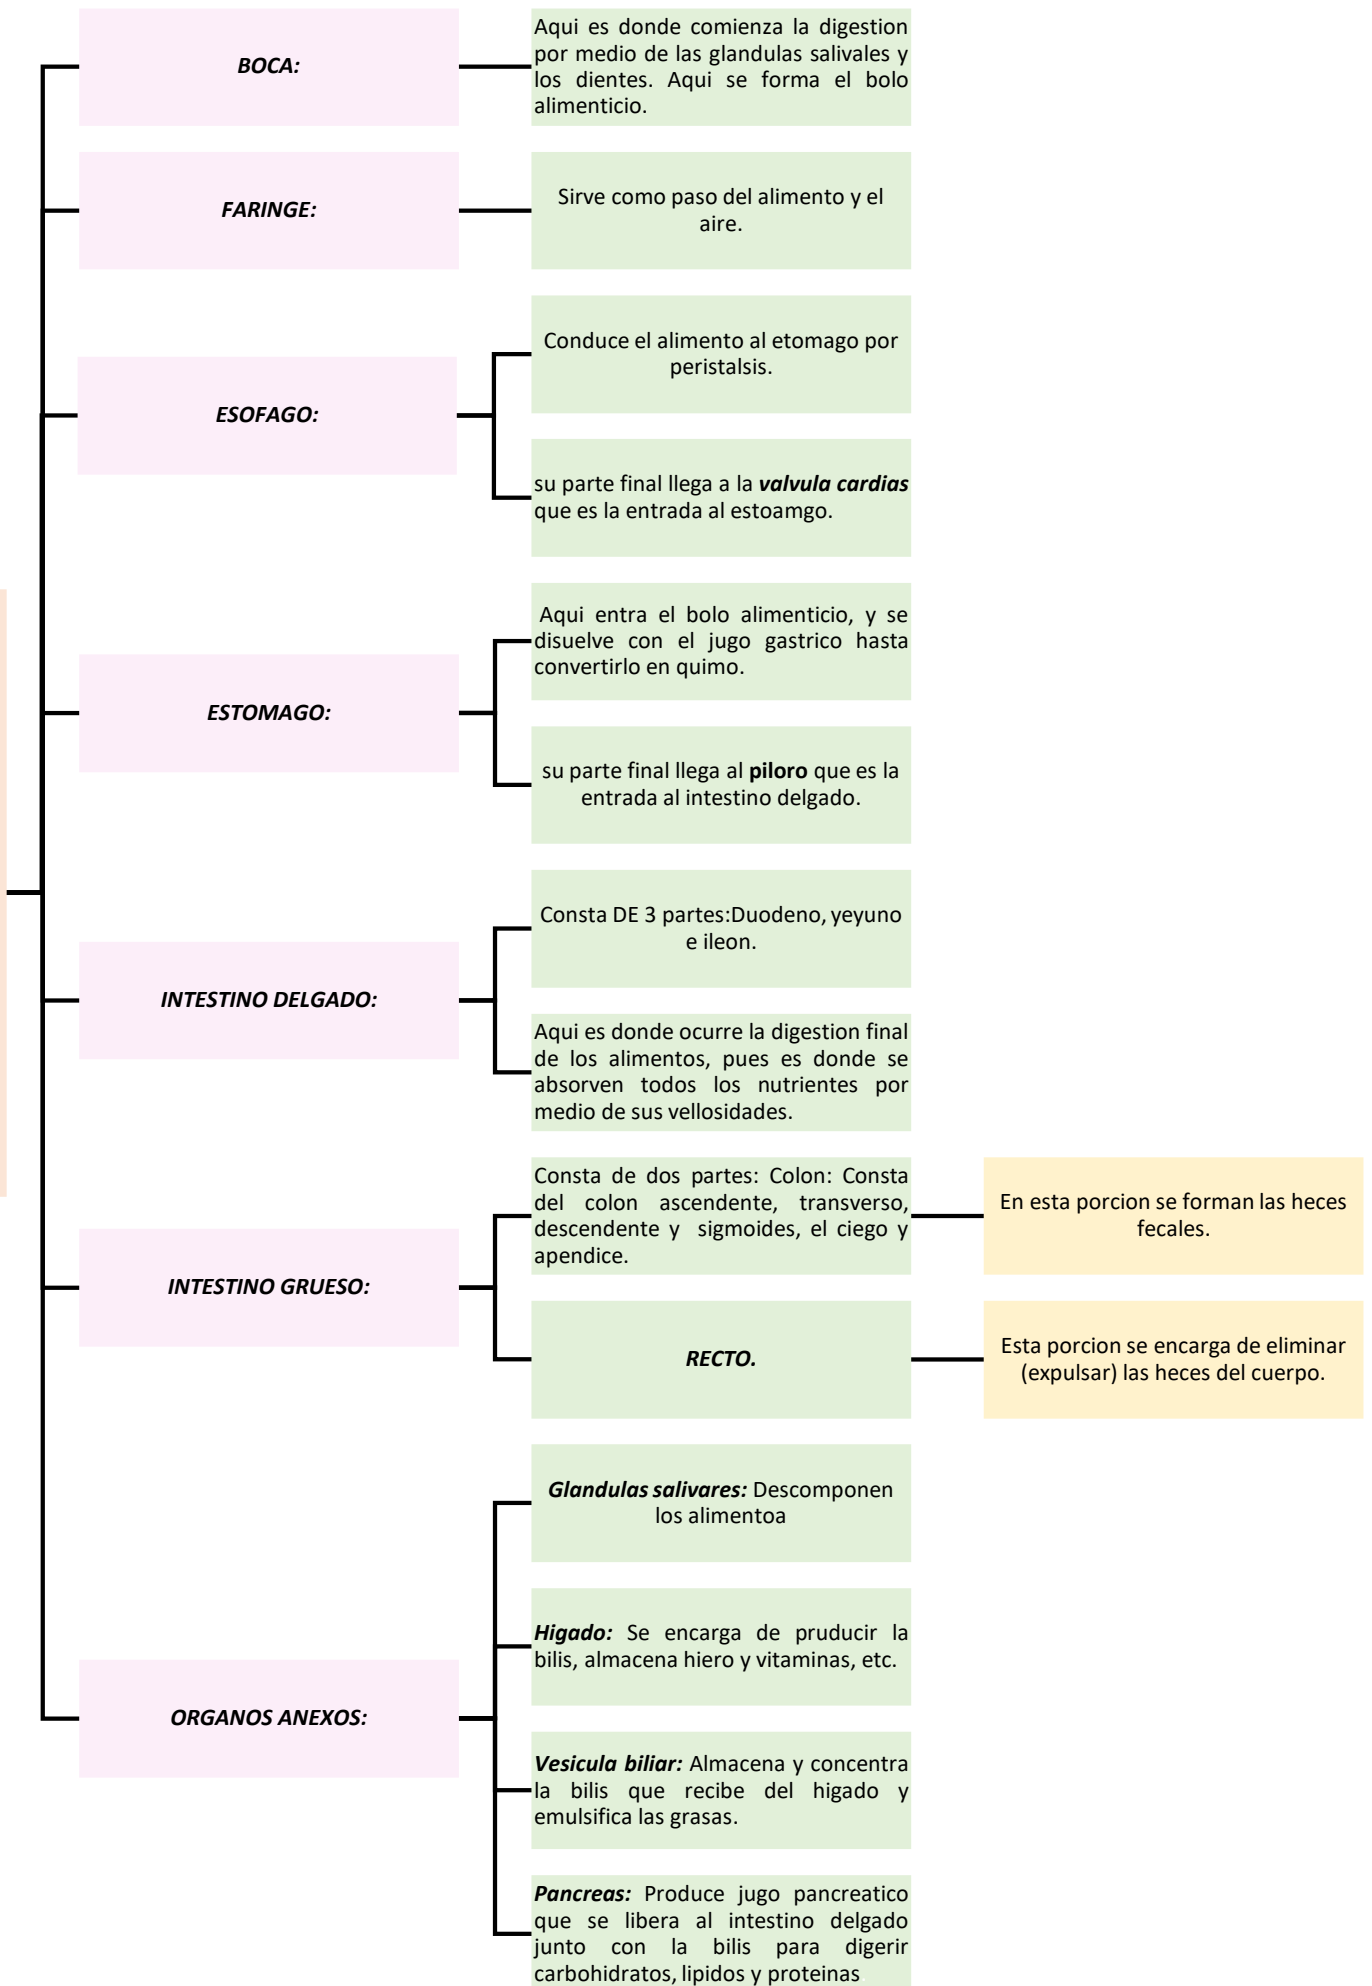 BOCA:
Aqui es donde comienza la digestion
por medio de las glandulas salivales y
los dientes. Aqui se forma el bolo
alimenticio.
FARINGE:
Sirve como paso del alimento y el
aire.
ESOFAGO:
Conduce el alimento al etomago por
peristalsis.
su parte final llega a la valvula cardias
que es la entrada al estoamgo.
ESTOMAGO:
Aqui entra el bolo alimenticio, y se
disuelve con el jugo gastrico hasta
convertirlo en quimo.
su parte final llega al piloro que es la
entrada al intestino delgado.
INTESTINO DELGADO:
Consta DE 3 partes:Duodeno, yeyuno
e ileon.
Aqui es donde ocurre la digestion final
de los alimentos, pues es donde se
absorven todos los nutrientes por
medio de sus vellosidades.
INTESTINO GRUESO:
Consta de dos partes: Colon: Consta
del colon ascendente, transverso,
descendente y sigmoides, el ciego y
apendice.
En esta porcion se forman las heces
fecales.
RECTO.
Esta porcion se encarga de eliminar
(expulsar) las heces del cuerpo.
ORGANOS ANEXOS:
Glandulas salivares: Descomponen
los alimentoa
Higado: Se encarga de pruducir la
bilis, almacena hiero y vitaminas, etc.
Vesicula biliar: Almacena y concentra
la bilis que recibe del higado y
emulsifica las grasas.
Pancreas: Produce jugo pancreatico
que se libera al intestino delgado
junto con la bilis para digerir
carbohidratos, lipidos y proteinas